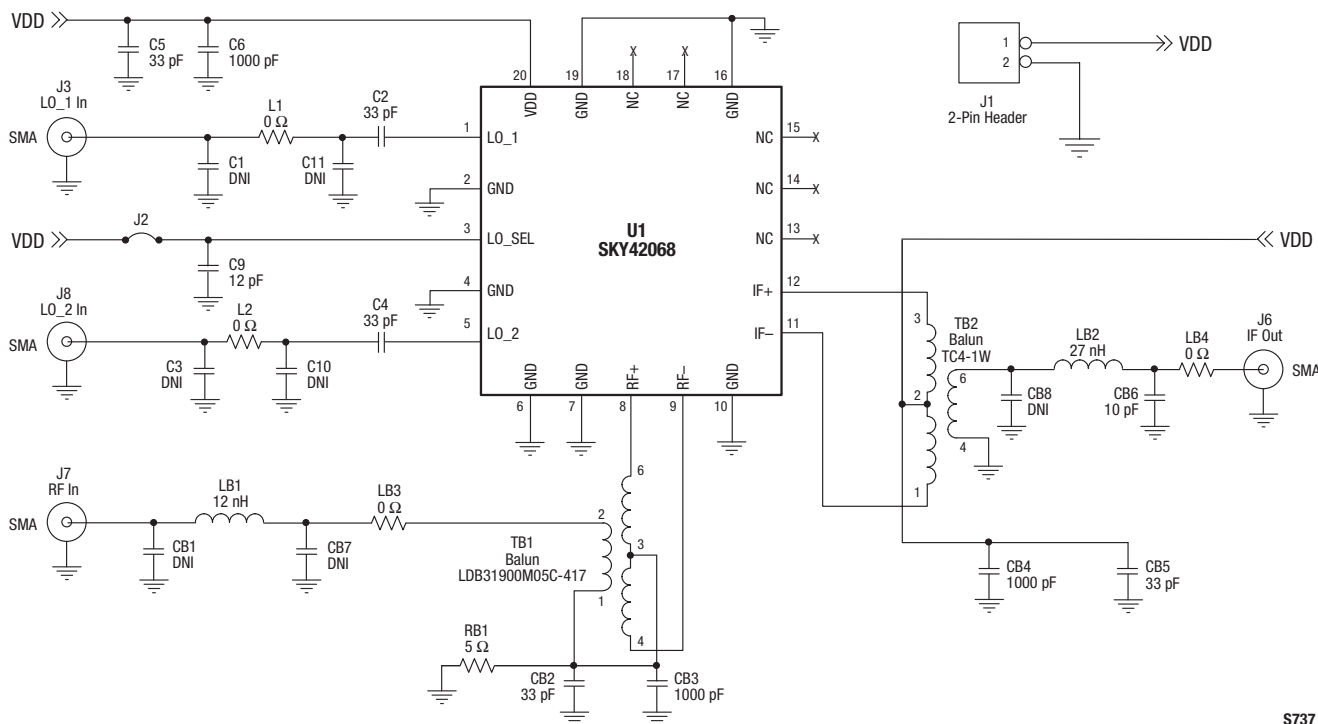 VDD
C5
33 pF
C6
1000 pF
J3
LO_1 In
SMA
L1
0 Ω
C2
33 pF
C1
DNI
C11
DNI
VDD
J2
C9
12 pF
J8
LO_2 In
SMA
L2
0 Ω
C4
33 pF
C3
DNI
C10
DNI
20
19
18
17
16
X
X
VDD
GND
NC
NC
GND
1
LO_1
2
GND
3
LO_SEL
4
GND
5
LO_2
U1
SKY42068
NC
15
X
NC
14
X
NC
13
X
IF+
12
IF–
11
GND
GND
RF+
RF–
GND
6
7
8
9
10
1
2
VDD
J1
2-Pin Header
VDD
3
2
1
TB2
Balun
TC4-1W
6
4
LB2
27 nH
CB8
DNI
CB6
10 pF
LB4
0 Ω
J6
IF Out
SMA
CB4
1000 pF
CB5
33 pF
J7
RF In
SMA
LB1
12 nH
CB1
DNI
CB7
DNI
LB3
0 Ω
TB1
Balun
LDB31900M05C-417
2
1
6
3
4
RB1
5 Ω
CB2
33 pF
CB3
1000 pF
S737